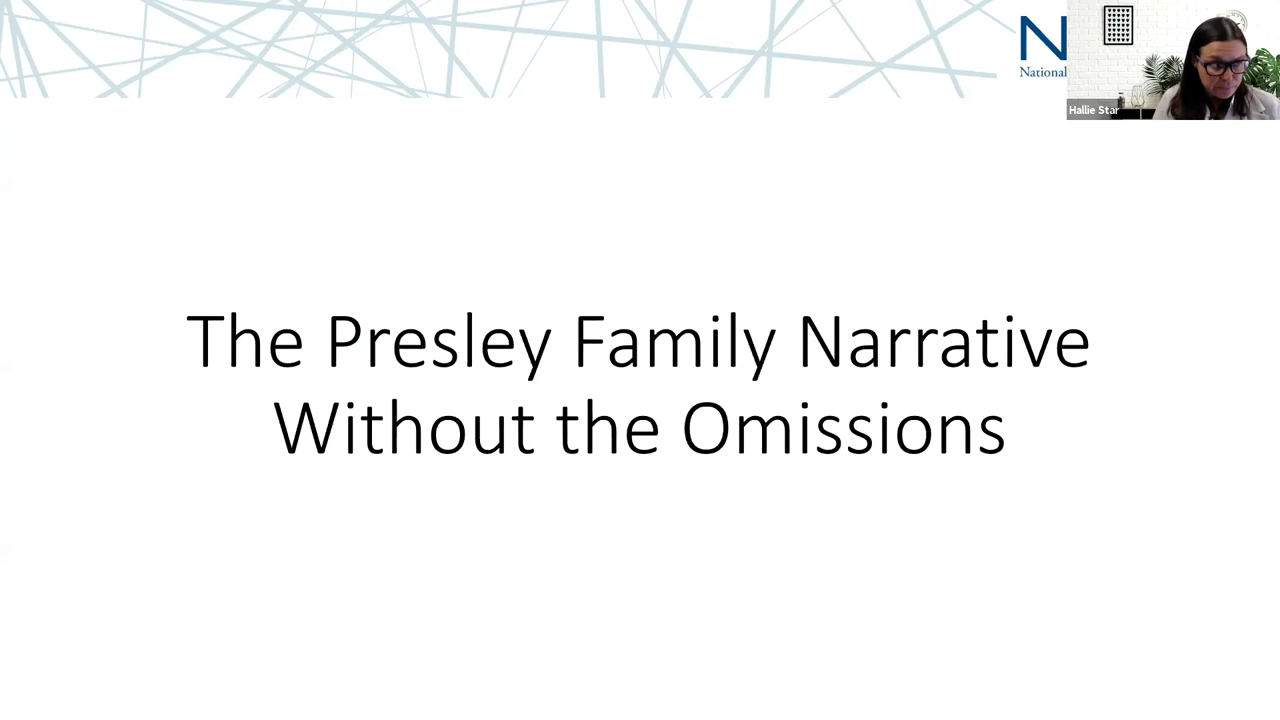 N
National
Hallie Star
The Presley Family Narrative
Without the Omissions